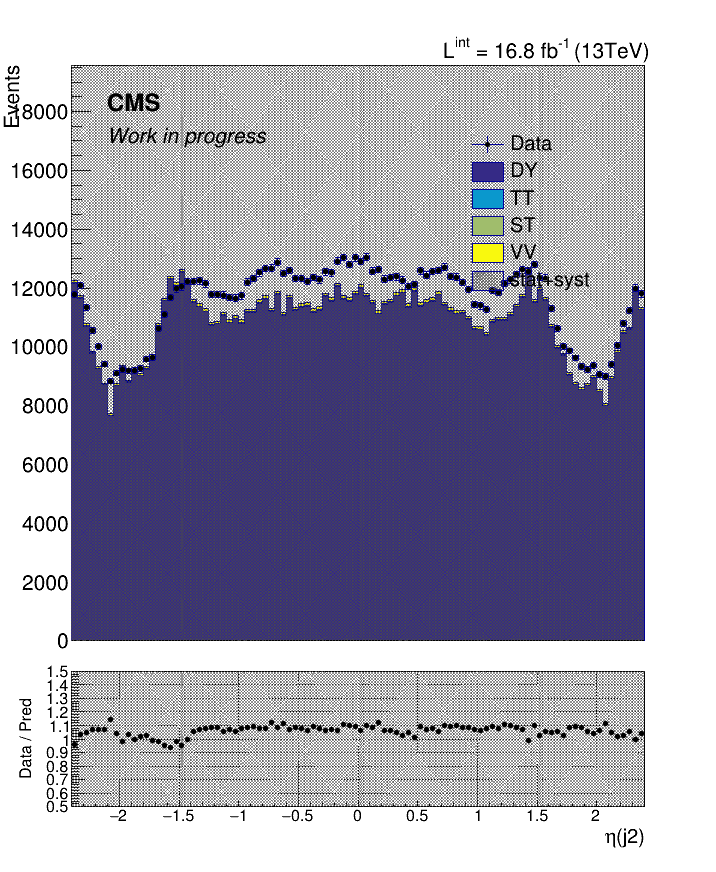 L^int = 16.8 fb^-1 (13TeV)
Events
CMS
Work in progress
Data
DY
TT
ST
VV
stat+syst
18000
16000
14000
12000
10000
8000
6000
4000
2000
0
Data / Pred
1.5
1.4
1.3
1.2
1.1
1
0.9
0.8
0.7
0.6
0.5
−2 −1.5 −1 −0.5 0 0.5 1 1.5 2
η(j2)